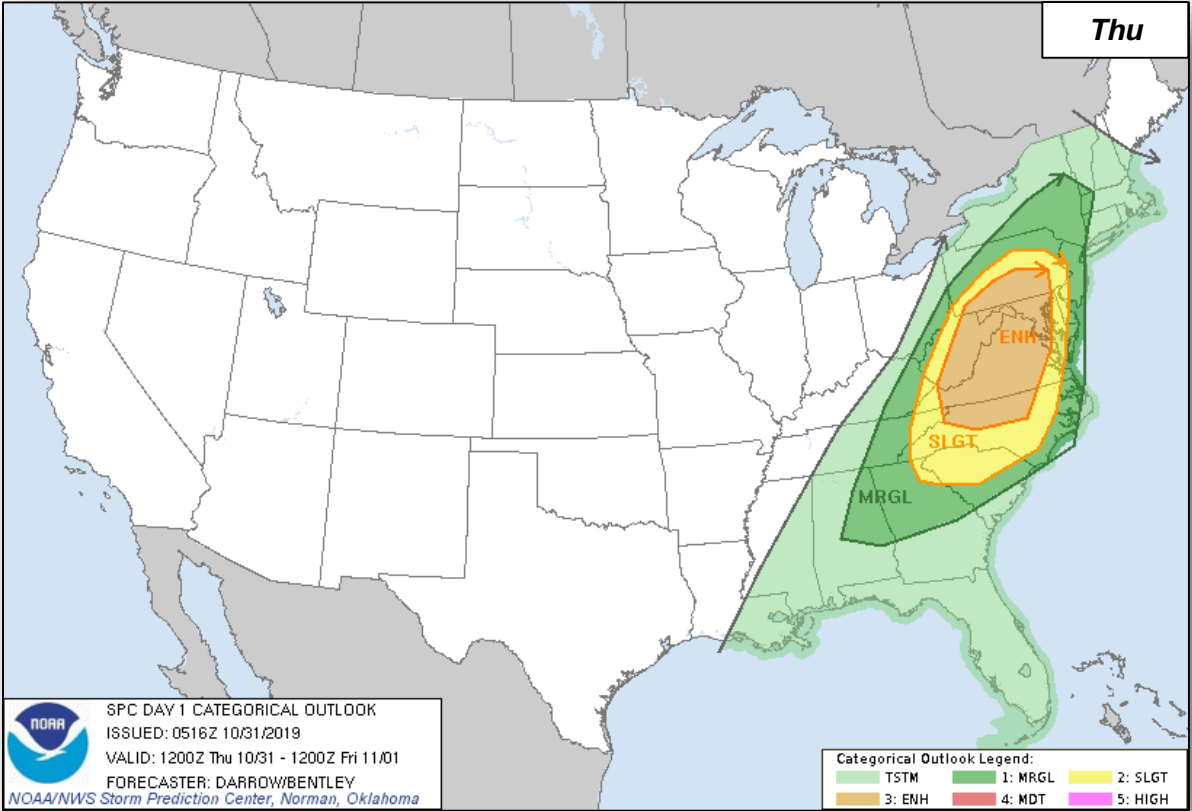 Thu
ENH
SLGT
MRGL
NOAA
SPC DAY 1 CATEGORICAL OUTLOOK
ISSUED: 0516Z 10/31/2019
VALID: 1200Z Thu 10/31 - 1200Z Fri 11/01
FORECASTER: DARROW/BENTLEY
NOAA/NWS Storm Prediction Center, Norman, Oklahoma
Categorical Outlook Legend:
TSTM 1: MRGL 2: SLGT
3: ENH 4: MDT 5: HIGH